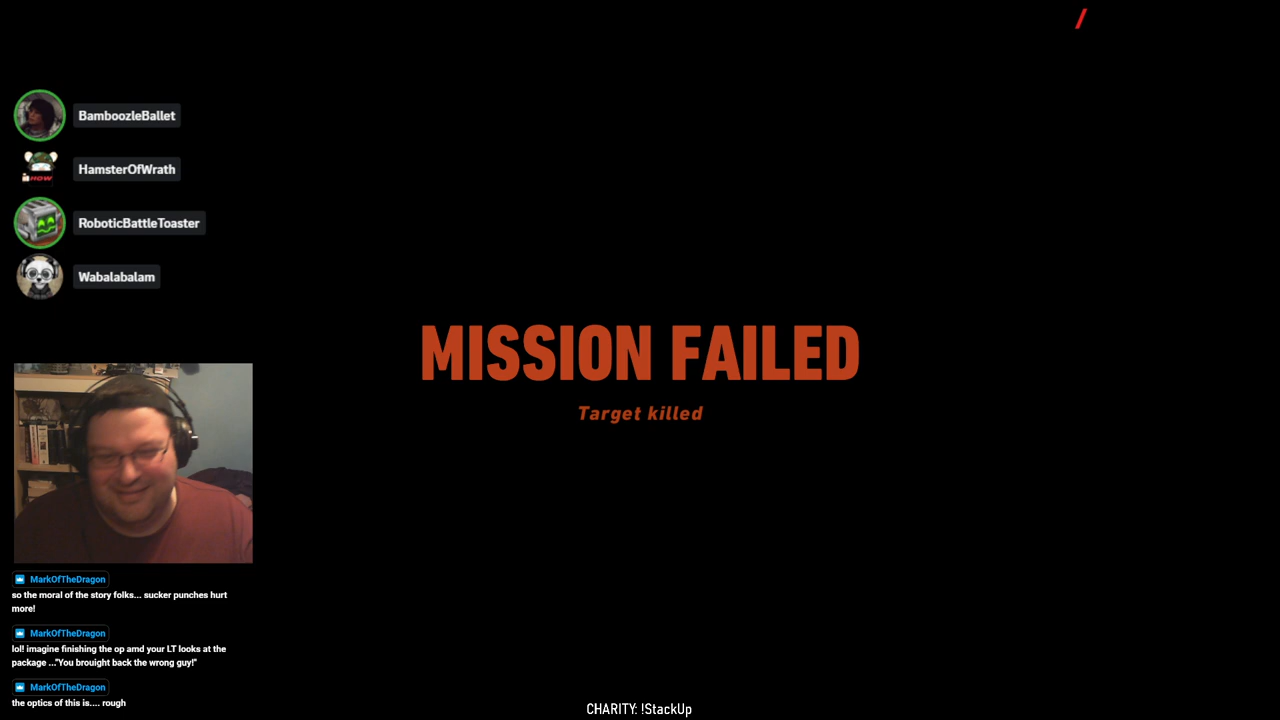 /
BamboozleBallet
HamsterOfWrath
HOW
RoboticBattleToaster
Wabalabalam
MISSION FAILED
Target killed
MarkOfTheDragon
so the moral of the story folks... sucker punches hurt
more!
MarkOfTheDragon
lol! imagine finishing the op amd your LT looks at the
package ..."You brouight back the wrong guy!"
MarkOfTheDragon
the optics of this is.... rough
CHARITY: !StackUp